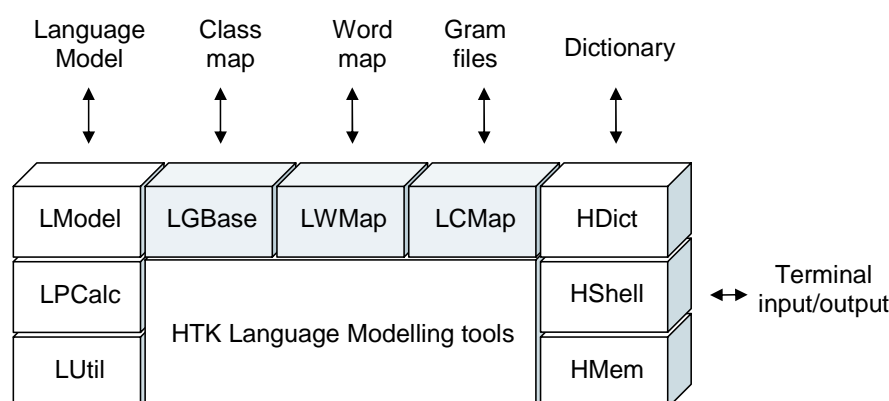 Language
Model
Class
map
Word
map
Gram
files
Dictionary
LModel
LGBase
LWMap
LCMap
HDict
LPCalc
HShell
Terminal
input/output
HTK Language Modelling tools
LUtil
HMem